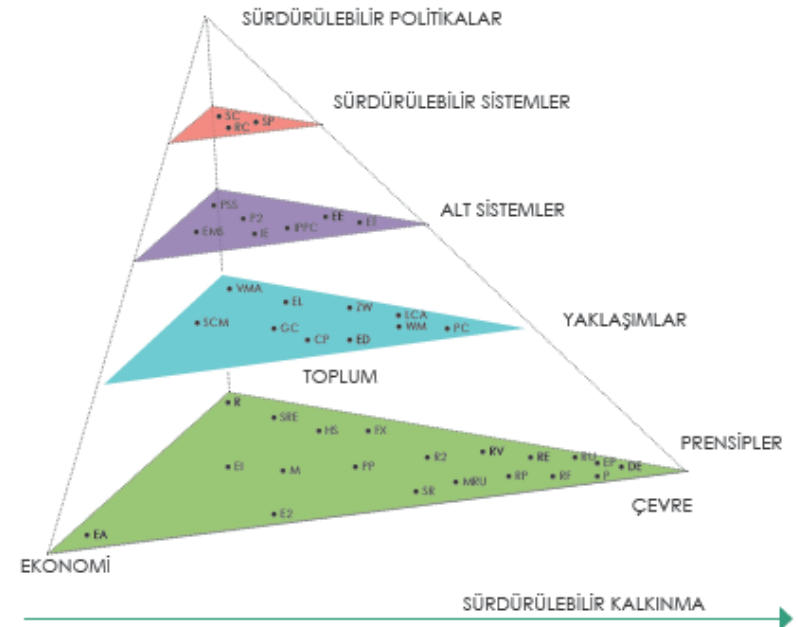 SÜRDÜRÜLEBİLİR POLİTİKALAR
SÜRDÜRÜLEBİLİR SİSTEMLER
SC
SP
RC
ALT SİSTEMLER
PSS
P2
EE
ET
EMS
IE
IPPC
YAKLAŞIMLAR
VMA
EL
ZW
LCA
SCM
GC
WM
PC
CP
ED
TOPLUM
PRENSİPLER
R
SRE
HS
FX
R2
RV
RE
RU
EP
DE
EI
M
PP
MRU
RP
RF
P
SR
E2
EA
ÇEVRE
EKONOMİ
SÜRDÜRÜLEBİLİR KALKINMA